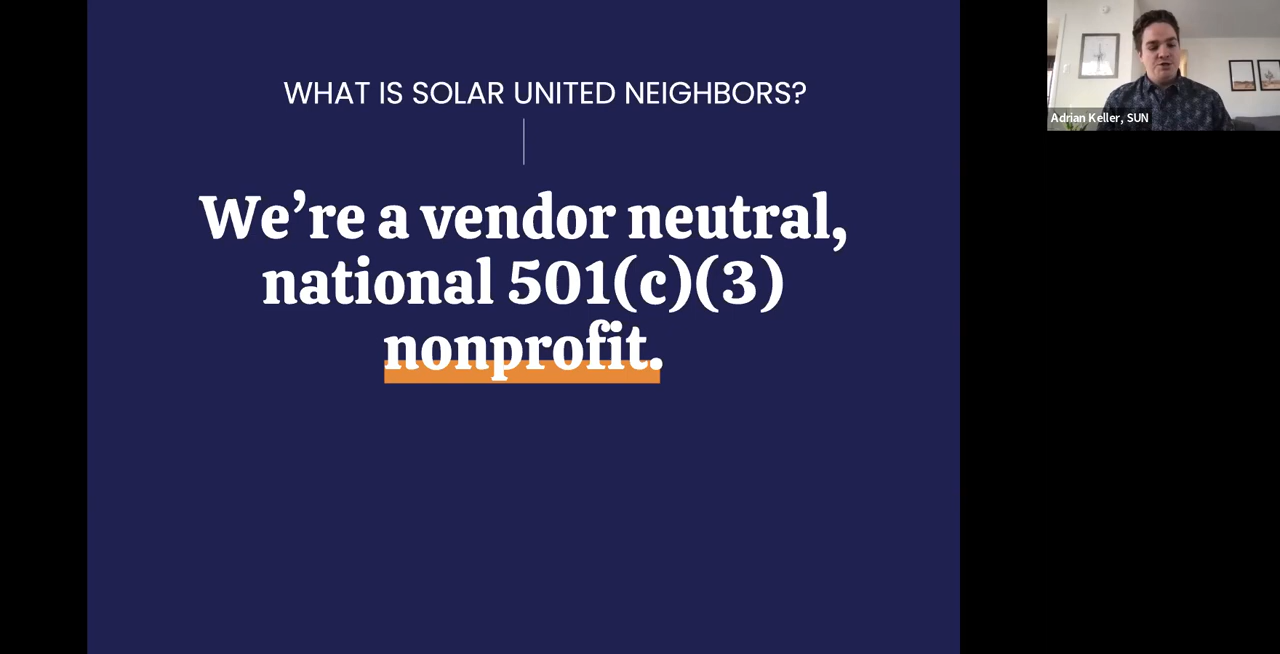 WHAT IS SOLAR UNITED NEIGHBORS?
We’re a vendor neutral,
national 501(c)(3)
nonprofit.
Adrian Keller, SUN